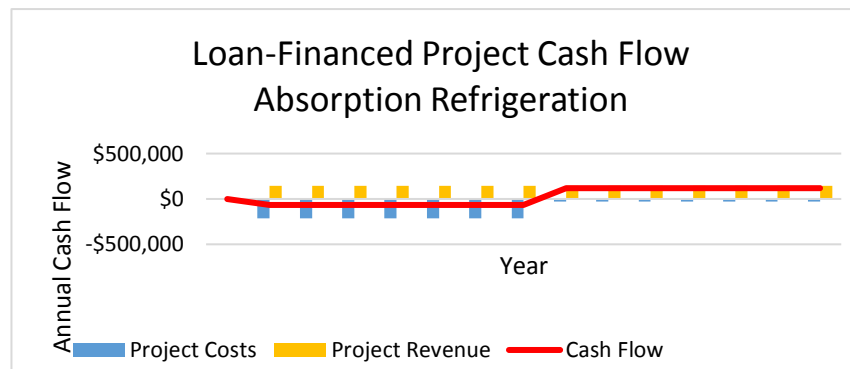 Loan-Financed Project Cash Flow
Absorption Refrigeration
Annual Cash Flow
$500,000
$0
-$500,000
Year
Project Costs
Project Revenue
Cash Flow